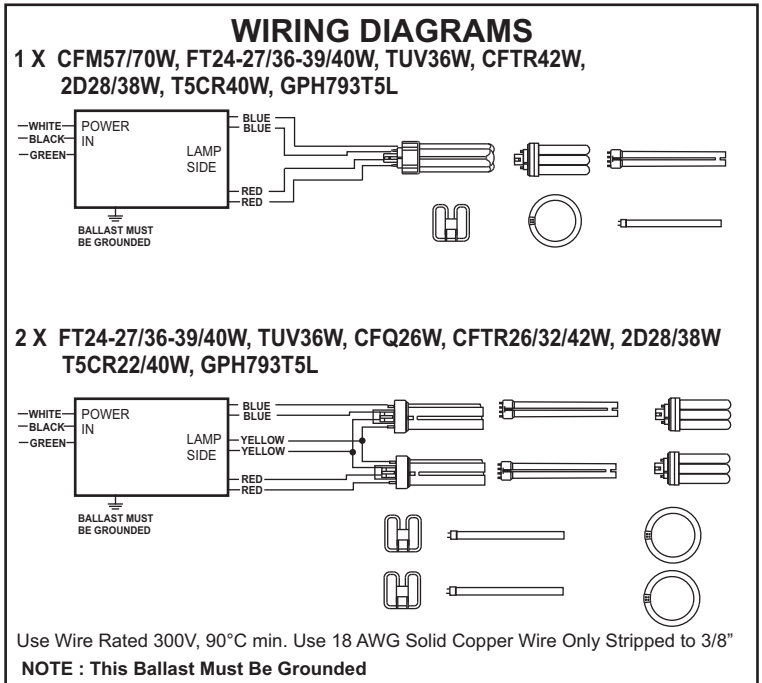 WIRING DIAGRAMS
1 X CFM57/70W, FT24-27/36-39/40W, TUV36W, CFTR42W,
2D28/38W, T5CR40W, GPH793T5L
WHITE
BLACK
GREEN
POWER
IN
LAMP
SIDE
BLUE
BLUE
RED
RED
BALLAST MUST
BE GROUNDED
2 X FT24-27/36-39/40W, TUV36W, CFQ26W, CFTR26/32/42W, 2D28/38W
T5CR22/40W, GPH793T5L
WHITE
BLACK
GREEN
POWER
IN
LAMP
SIDE
BLUE
BLUE
YELLOW
YELLOW
RED
RED
BALLAST MUST
BE GROUNDED
Use Wire Rated 300V, 90°C min. Use 18 AWG Solid Copper Wire Only Stripped to 3/8”
NOTE : This Ballast Must Be Grounded